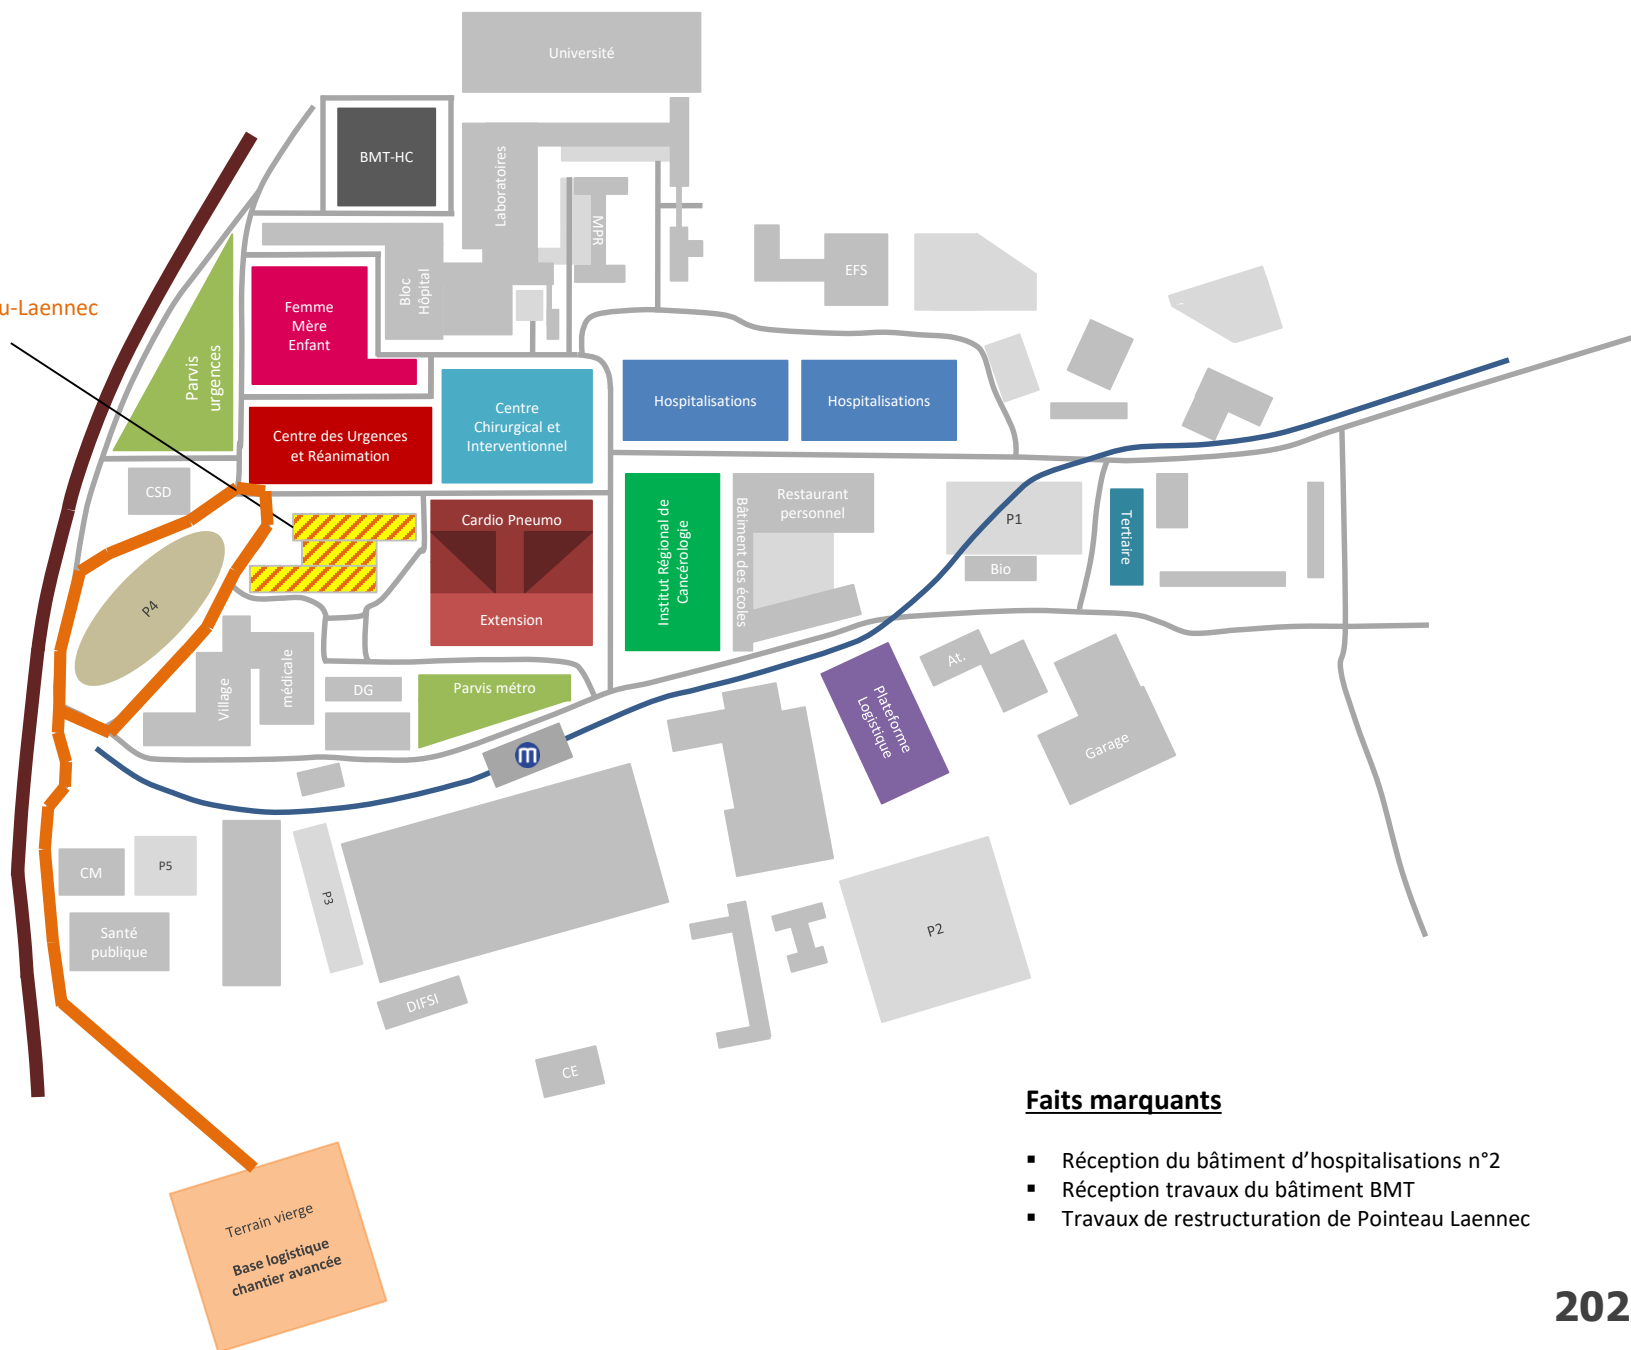 Université
BMT-HC
Laboratoires
MPR
Bloc
Hôpital
EFS
u-Laennec
Femme
Mère
Enfant
Parvis
urgences
Centre
Chirurgical et
Interventionnel
Hospitalisations
Hospitalisations
Centre des Urgences
et Réanimation
CSD
Cardio Pneumo
Extension
Institut Régional de
Cancérologie
Bâtiment des écoles
Restaurant
personnel
P1
Bio
Tertiaire
P4
Village
médicale
DG
Parvis métro
m
Plateforme
Logistique
At.
Garage
CM
P5
P3
Santé
publique
P2
DIFSI
CE
Terrain vierge
Base logistique
chantier avancée
Faits marquants
▪ Réception du bâtiment d’hospitalisations n°2
▪ Réception travaux du bâtiment BMT
▪ Travaux de restructuration de Pointeau Laennec
202